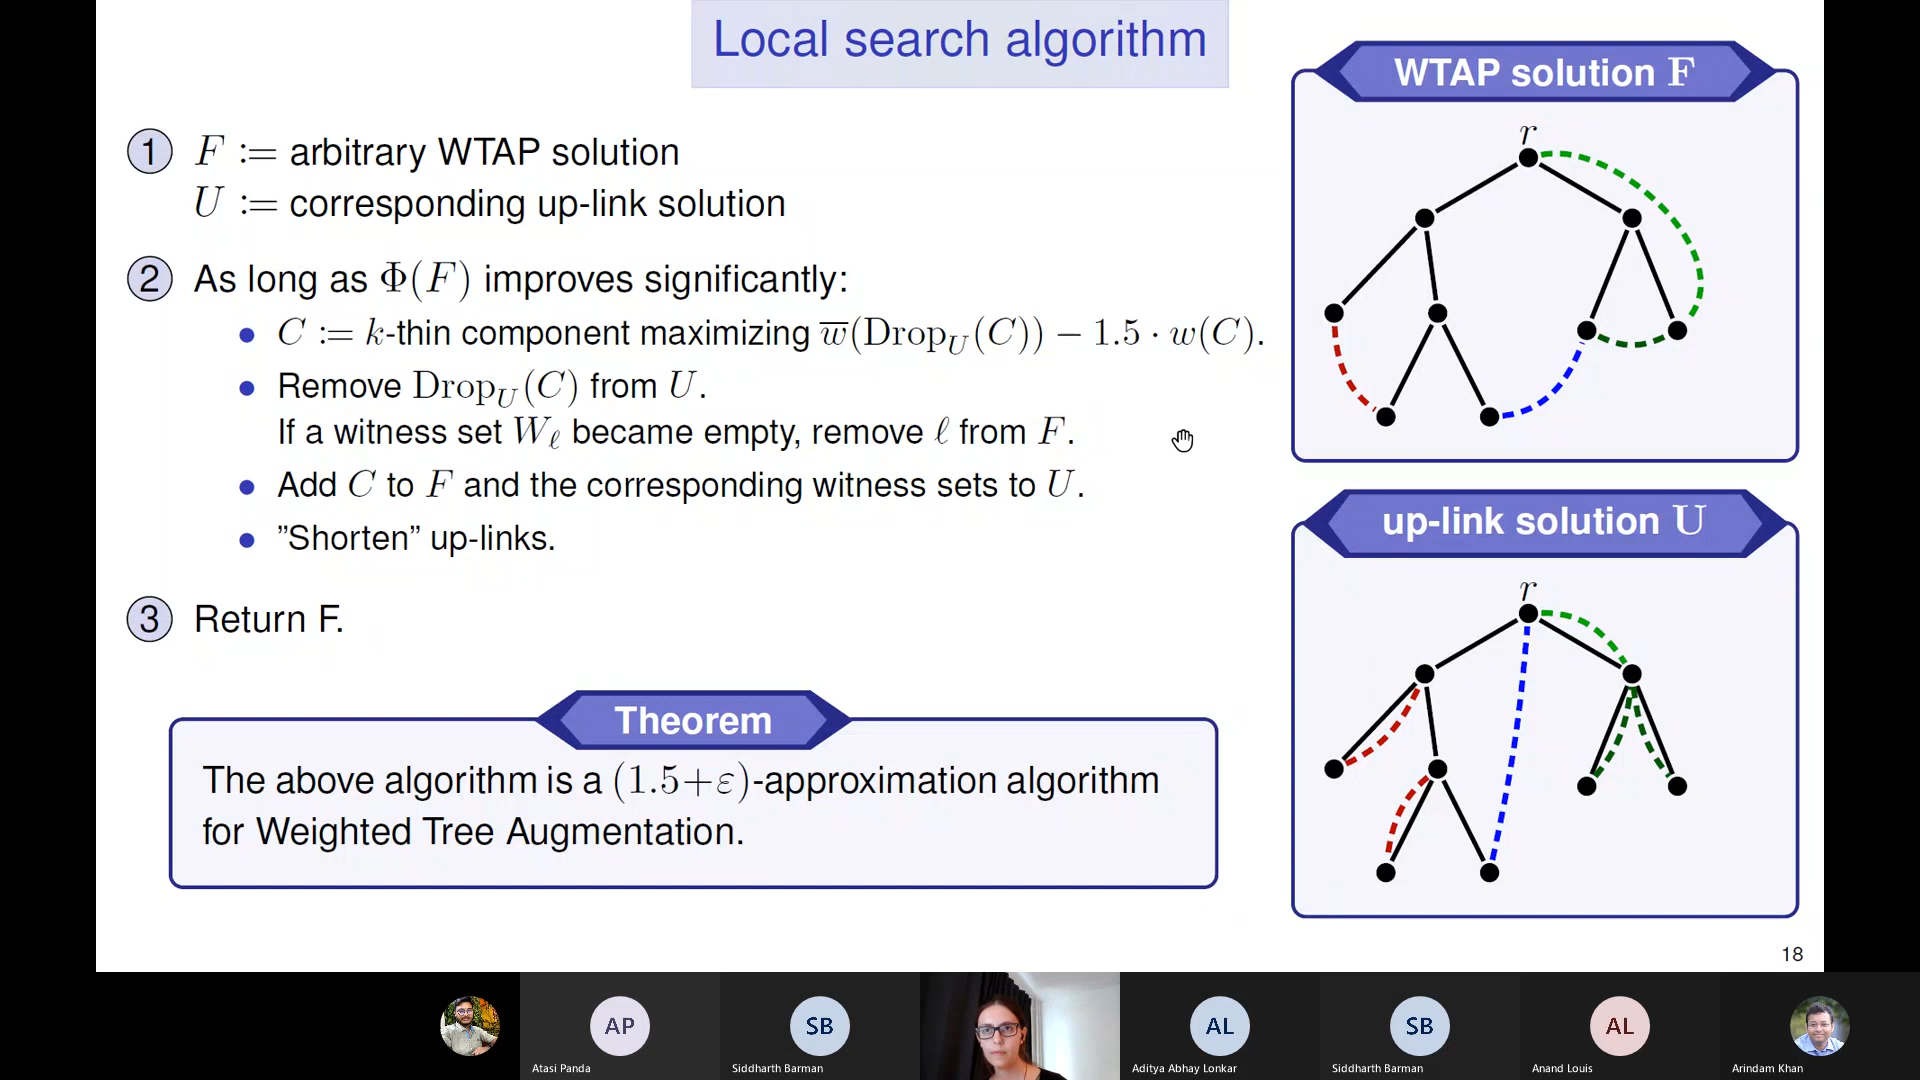 Local search algorithm
1 F := arbitrary WTAP solution
U := corresponding up-link solution
2 As long as Φ(F) improves significantly:
• C := k-thin component maximizing w̅(Drop_U(C)) − 1.5 · w(C).
• Remove Drop_U(C) from U.
If a witness set W_ℓ became empty, remove ℓ from F.
• Add C to F and the corresponding witness sets to U.
• ”Shorten” up-links.
3 Return F.
Theorem
The above algorithm is a (1.5+ε)-approximation algorithm
for Weighted Tree Augmentation.
WTAP solution F
r
up-link solution U
r
18
AP
Atasi Panda
SB
Siddharth Barman
AL
Aditya Abhay Lonkar
SB
Siddharth Barman
AL
Anand Louis
Arindam Khan